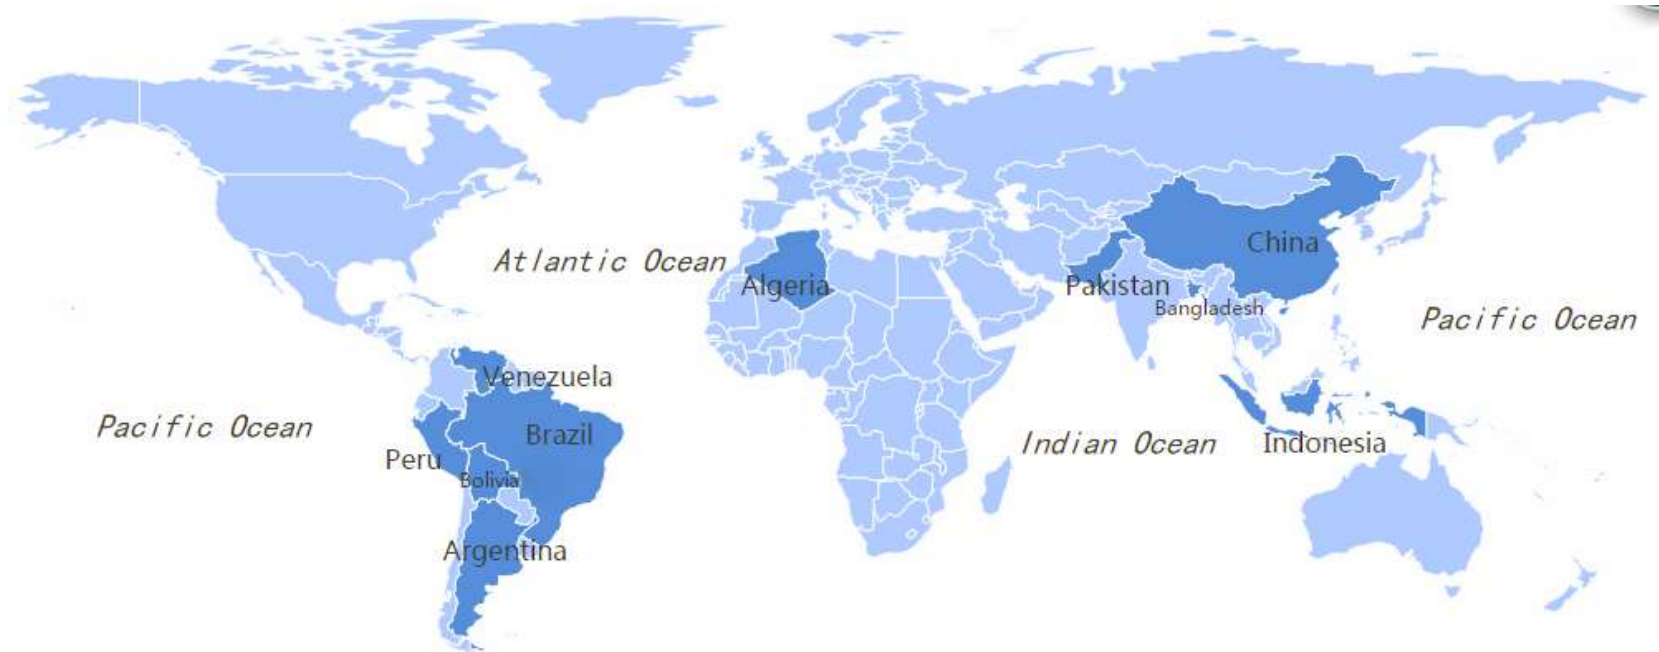 China
Atlantic Ocean
Algeria
Pakistan
Bangladesh
Pacific Ocean
Venezuela
Pacific Ocean
Brazil
Indian Ocean
Indonesia
Peru
Bolivia
Argentina